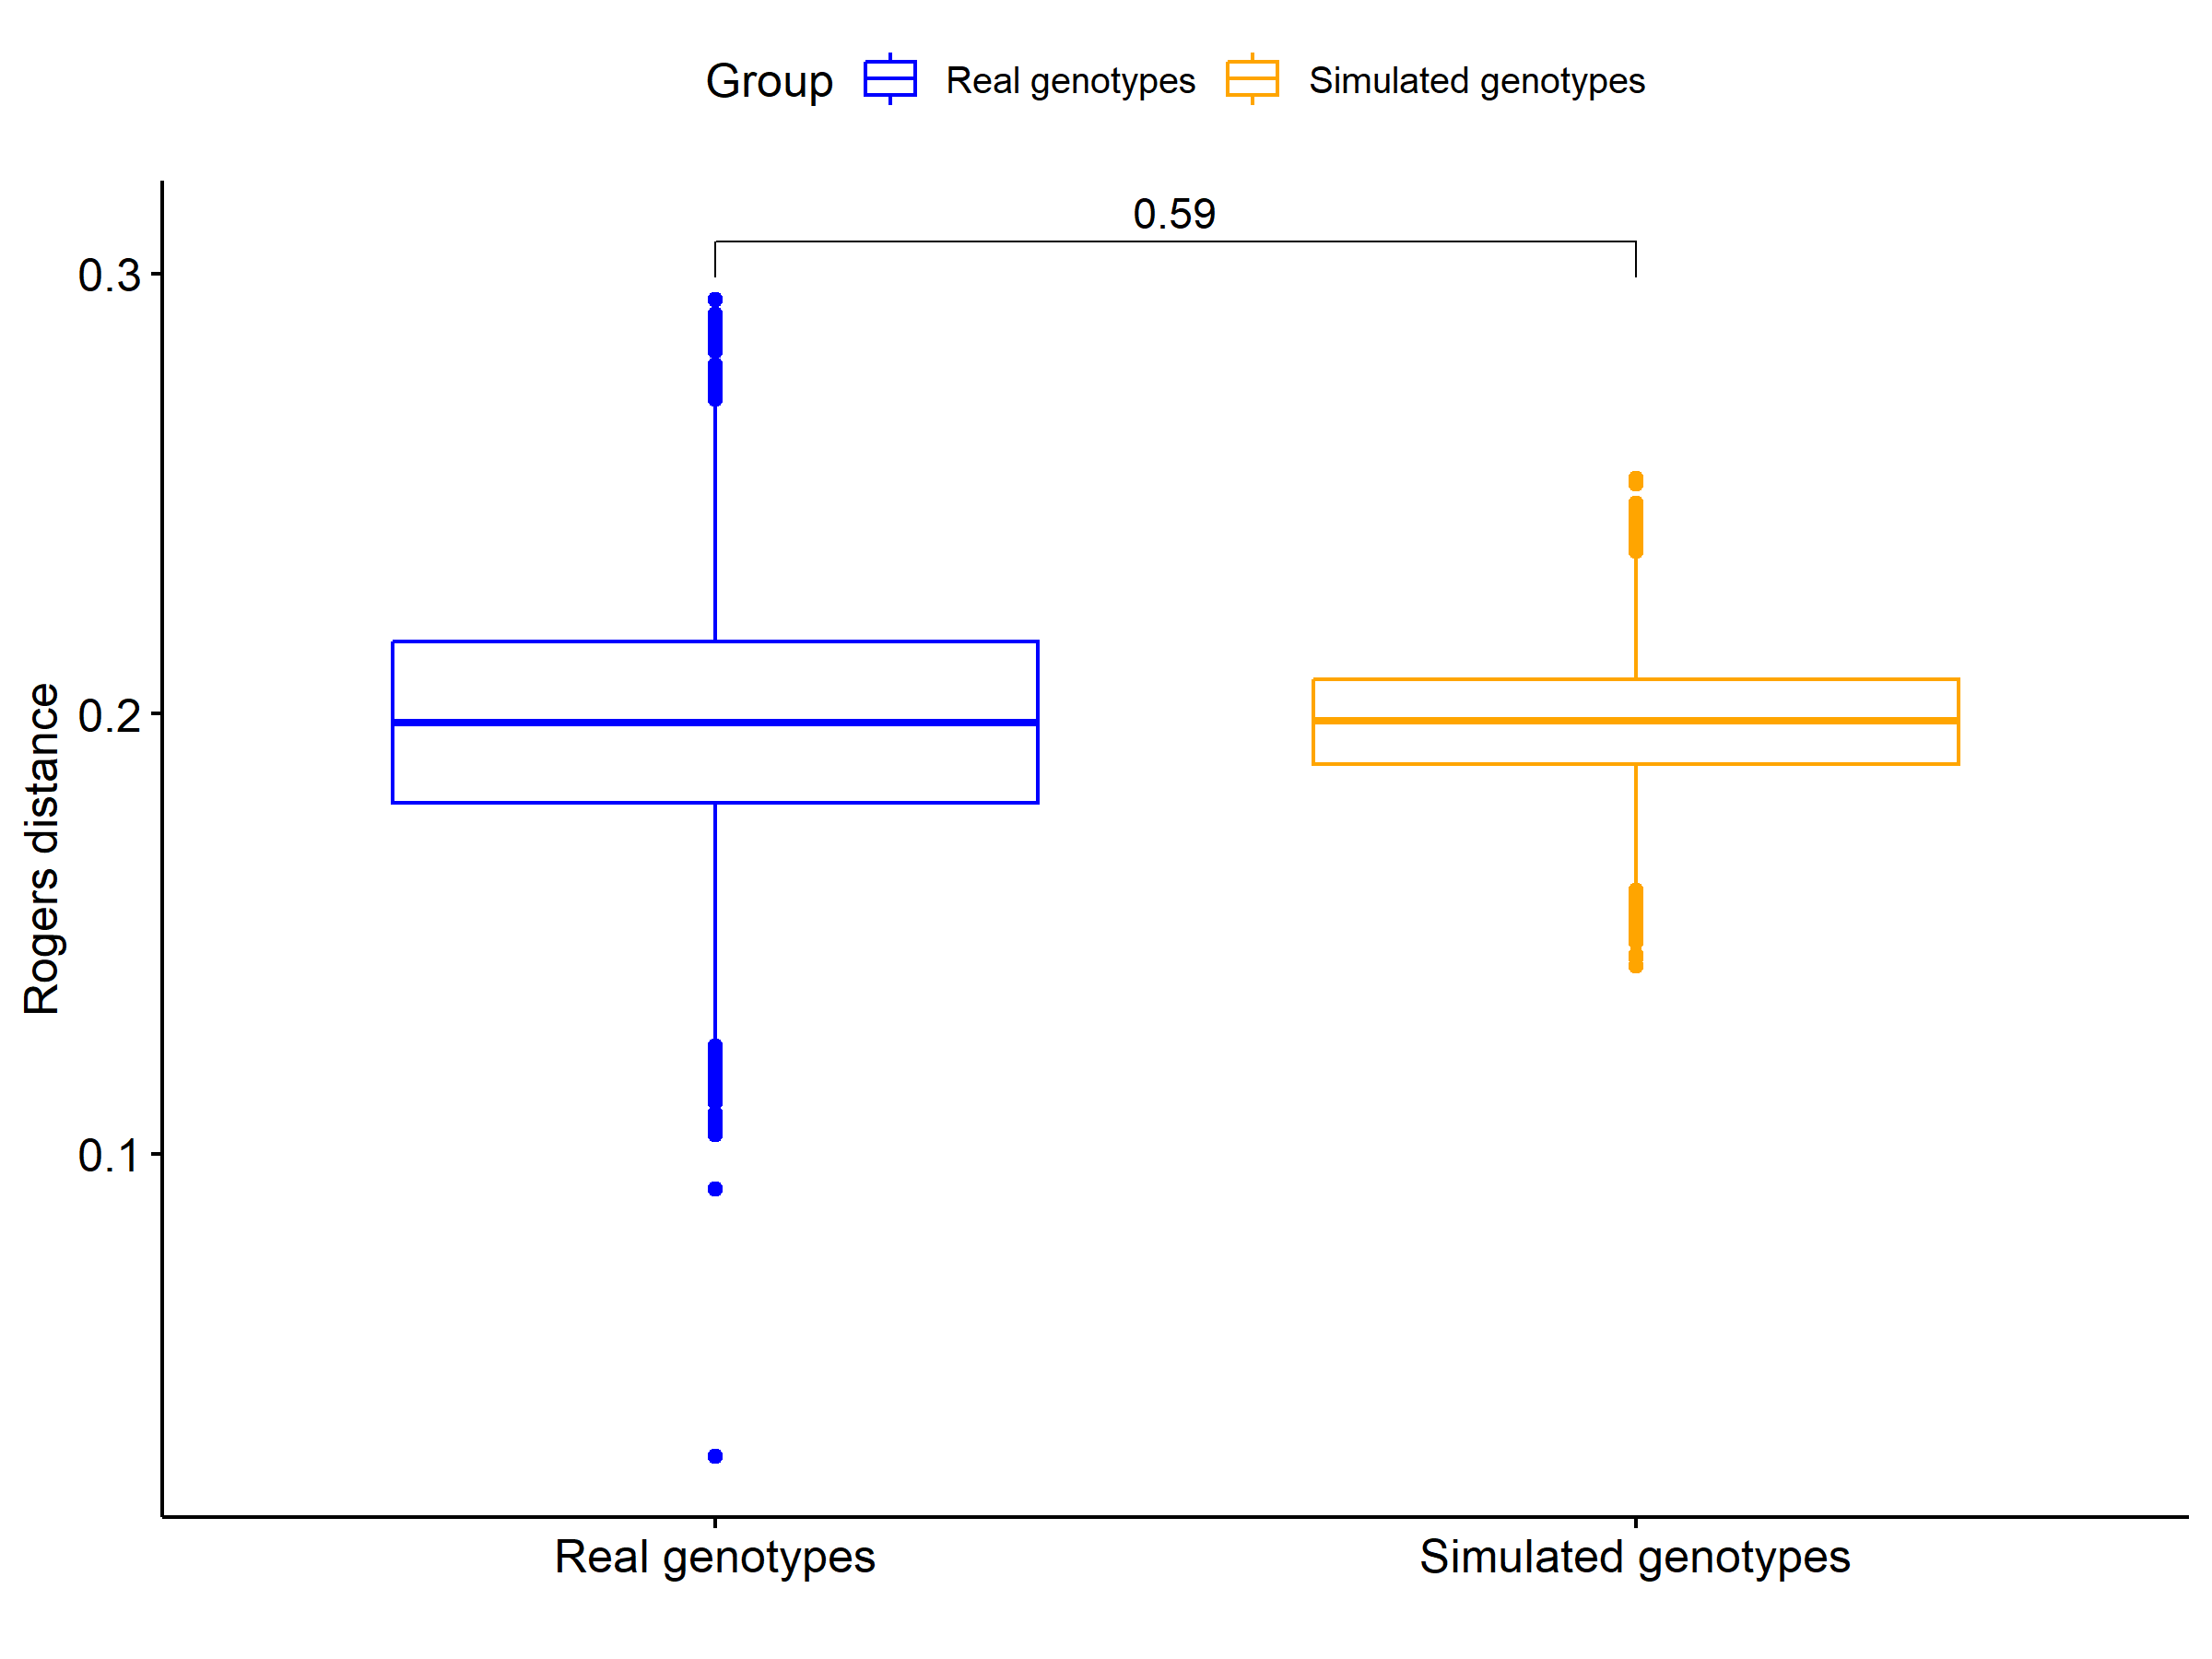 Group Real genotypes Simulated genotypes
0.59
0.3
0.2
0.1
Rogers distance
Real genotypes Simulated genotypes